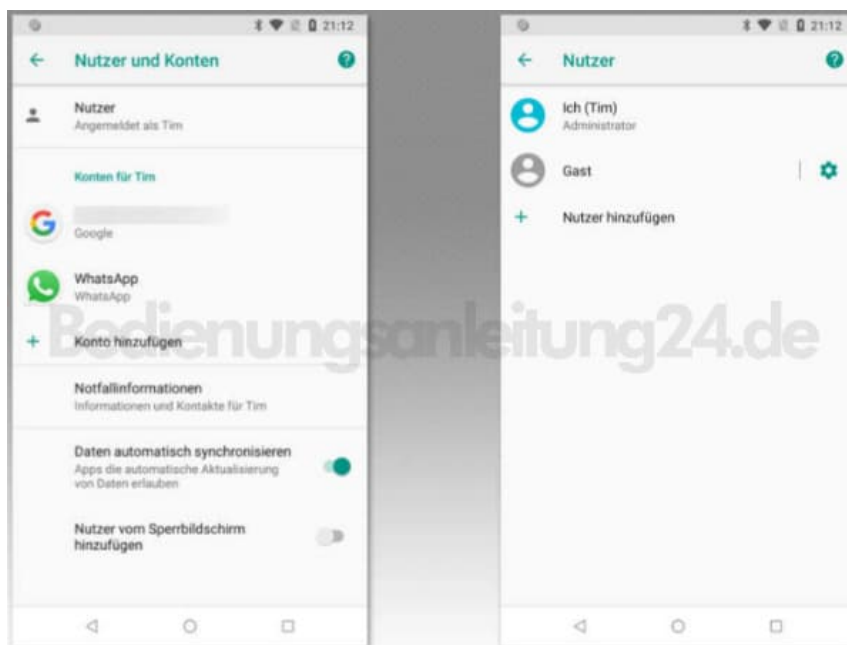 21:12
Nutzer und Konten
Nutzer
Angemeldet als Tim
Konten für Tim
Google
WhatsApp
WhatsApp
Konto hinzufügen
Notfallinformationen
Informationen und Kontakte für Tim
Daten automatisch synchronisieren
Apps die automatische Aktualisierung
von Daten erlauben
Nutzer vom Sperrbildschirm
hinzufügen
21:12
Nutzer
Ich (Tim)
Administrator
Gast
Nutzer hinzufügen
Bedienungsanleitung24.de